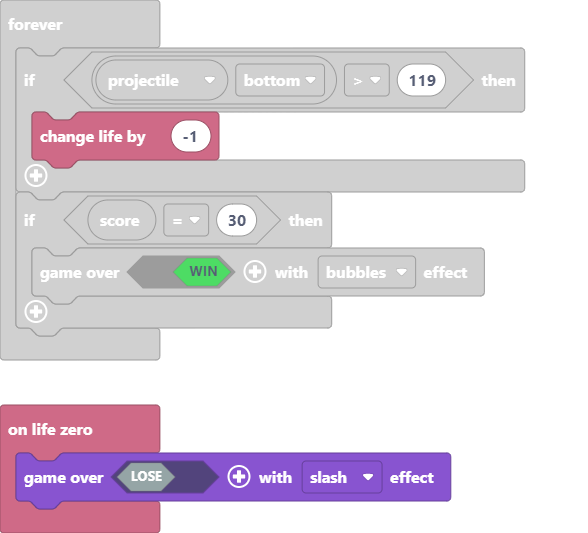 forever
if projectile bottom > 119 then
change life by -1
if score = 30 then
game over WIN with bubbles effect
on life zero
game over LOSE with slash effect